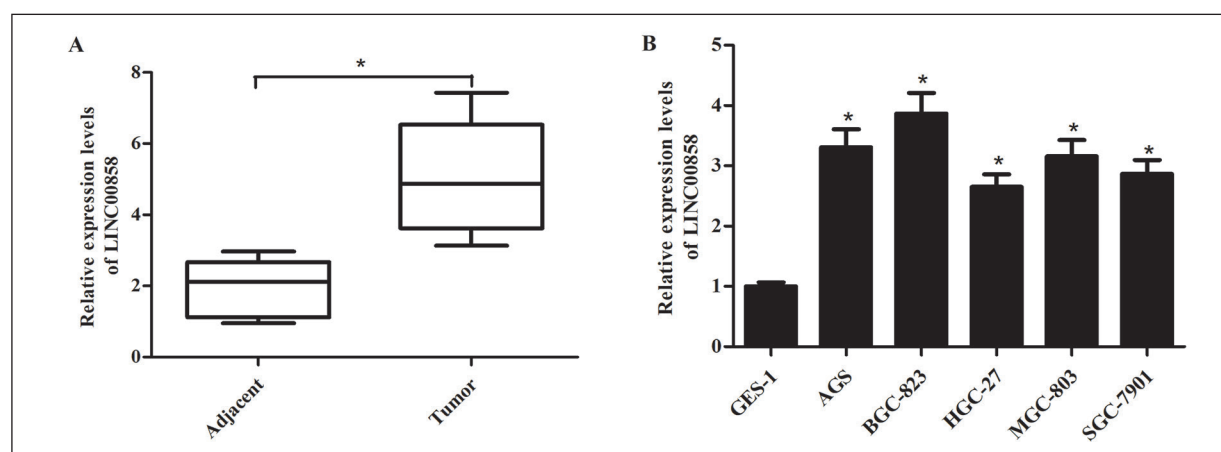 A
Relative expression levels
of LINC00858
8
6
4
2
0
*
Adjacent
Tumor
B
Relative expression levels
of LINC00858
5
4
3
2
1
0
*
*
*
*
*
GES-1
AGS
BGC-823
HGC-27
MGC-803
SGC-7901